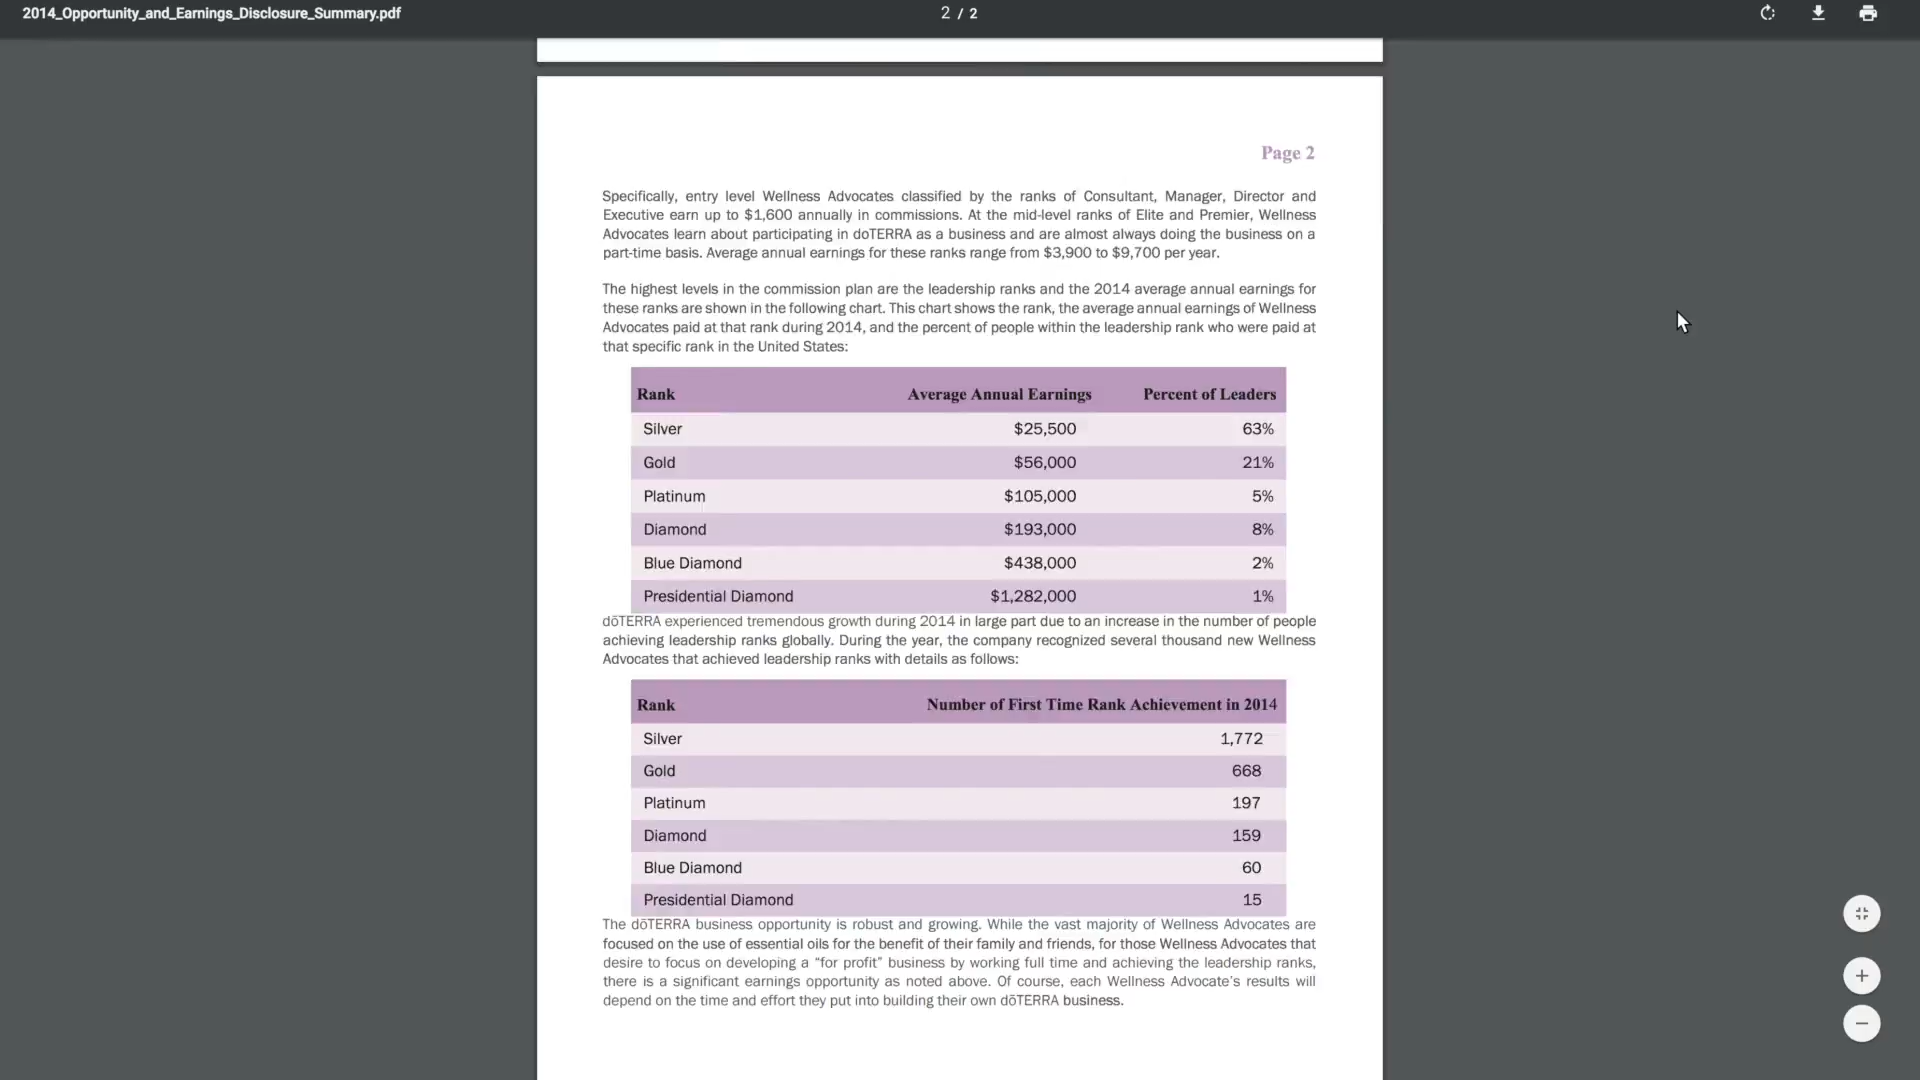 2014_Opportunity_and_Earnings_Disclosure_Summary.pdf
2 / 2
Page 2
Specifically, entry level Wellness Advocates classified by the ranks of Consultant, Manager, Director and
Executive earn up to $1,600 annually in commissions. At the mid-level ranks of Elite and Premier, Wellness
Advocates learn about participating in doTERRA as a business and are almost always doing the business on a
part-time basis. Average annual earnings for these ranks range from $3,900 to $9,700 per year.
The highest levels in the commission plan are the leadership ranks and the 2014 average annual earnings for
these ranks are shown in the following chart. This chart shows the rank, the average annual earnings of Wellness
Advocates paid at that rank during 2014, and the percent of people within the leadership rank who were paid at
that specific rank in the United States:
Rank Average Annual Earnings Percent of Leaders
Silver $25,500 63%
Gold $56,000 21%
Platinum $105,000 5%
Diamond $193,000 8%
Blue Diamond $438,000 2%
Presidential Diamond $1,282,000 1%
dōTERRA experienced tremendous growth during 2014 in large part due to an increase in the number of people
achieving leadership ranks globally. During the year, the company recognized several thousand new Wellness
Advocates that achieved leadership ranks with details as follows:
Rank Number of First Time Rank Achievement in 2014
Silver 1,772
Gold 668
Platinum 197
Diamond 159
Blue Diamond 60
Presidential Diamond 15
The dōTERRA business opportunity is robust and growing. While the vast majority of Wellness Advocates are
focused on the use of essential oils for the benefit of their family and friends, for those Wellness Advocates that
desire to focus on developing a “for profit” business by working full time and achieving the leadership ranks,
there is a significant earnings opportunity as noted above. Of course, each Wellness Advocate’s results will
depend on the time and effort they put into building their own dōTERRA business.